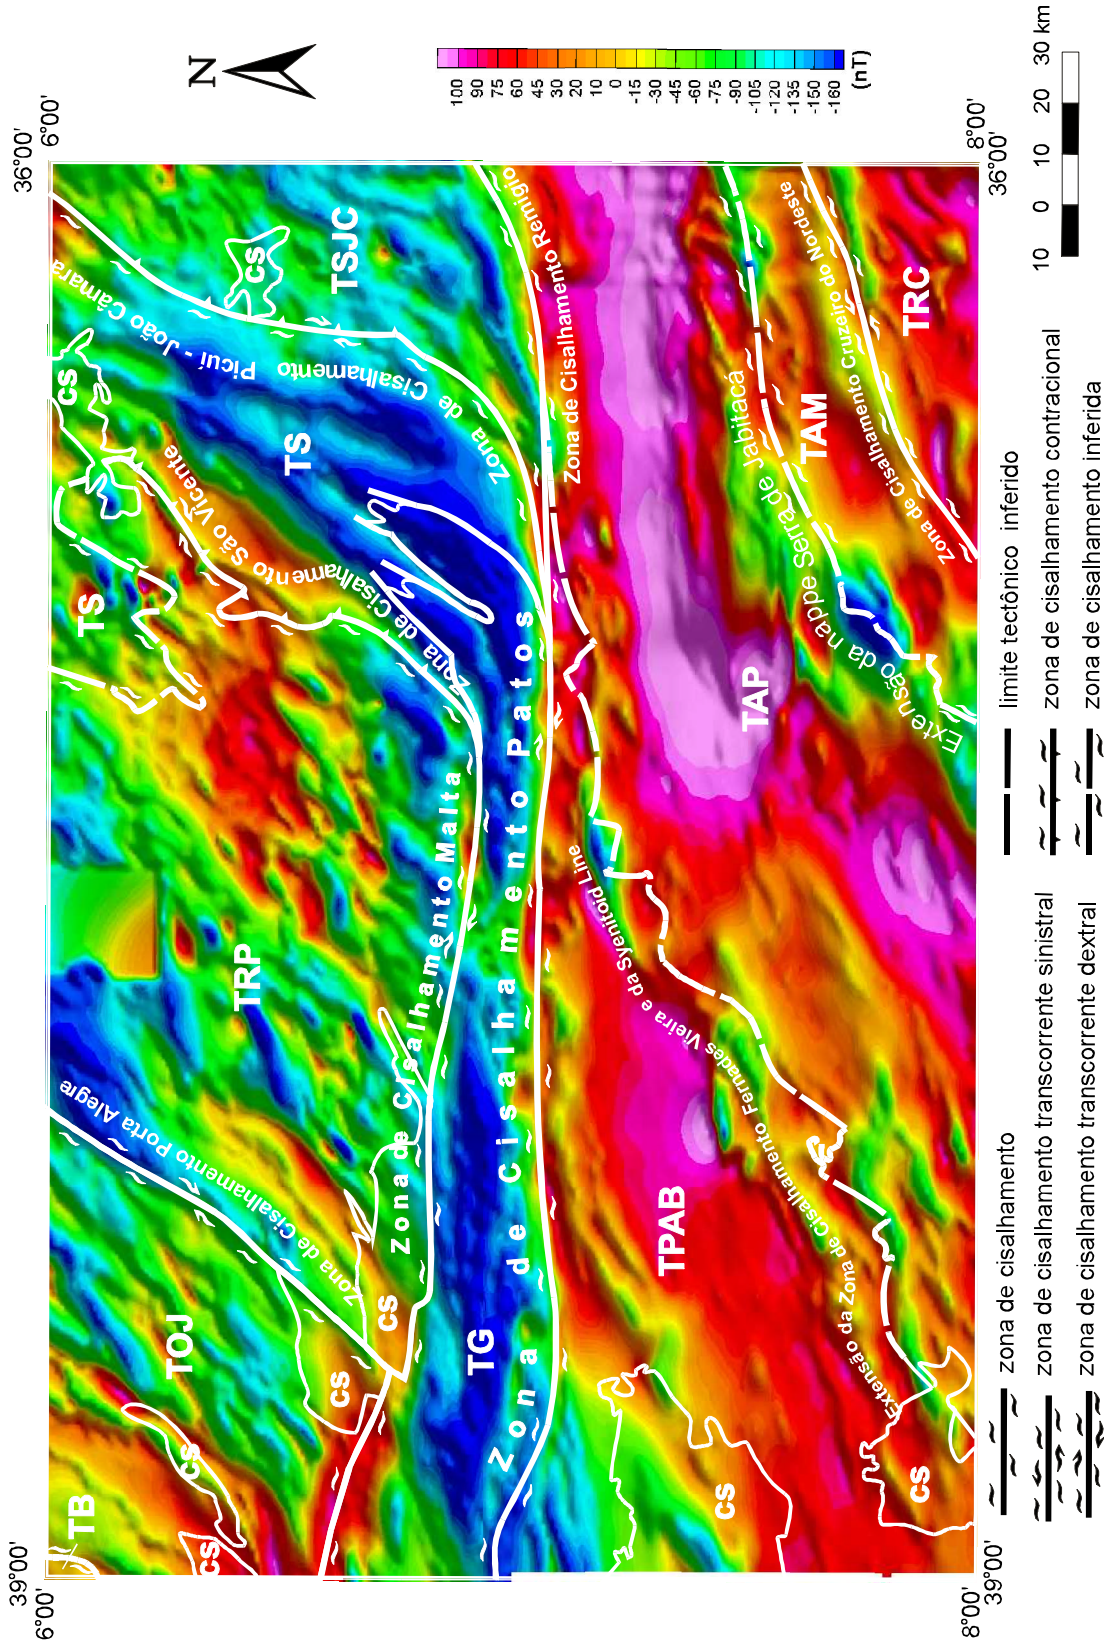 N
100
90
75
60
45
30
20
10
0
-15
-30
-45
-60
-75
-90
-105
-120
-135
-150
-160
(nT)
39°00'
36°00'
6°00'
6°00'
8°00'
8°00'
39°00'
36°00'
TB
cs
cs
TOJ
cs
cs
Zona de Cisalhamento Porta Alegre
TRP
TS
cs
TS
Zona de Cisalhamento São Vicente
Zona de Cisalhamento Picuí - João Câmara
cs
TSJC
Zona de Cisalhamento Malta
TG
Zona de Cisalhamento Patos
Zona de Cisalhamento Remígio
TPAB
Extensão da Zona de Cisalhamento Fernades Vieira e da Syenitoid Line
TAP
Extensão da nappe Serra de Jabitacá
TAM
Zona de Cisalhamento Cruzeiro do Nordeste
TRC
cs
cs
zona de cisalhamento
zona de cisalhamento transcorrente sinistral
zona de cisalhamento transcorrente dextral
limite tectônico inferido
zona de cisalhamento contracional
zona de cisalhamento inferida
10 0 10 20 30 km